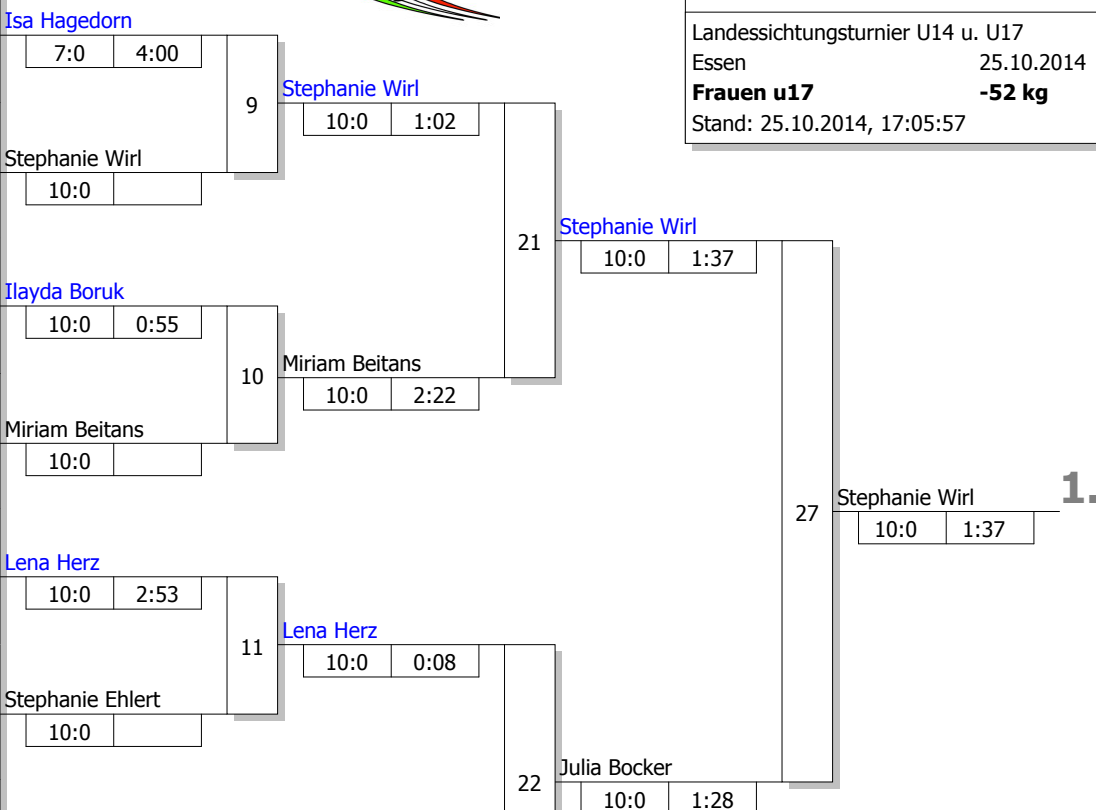 Isa Hagedorn
7:0 4:00
9
Stephanie Wirl
10:0
Stephanie Wirl
10:0 1:02
Landessichtungsturnier U14 u. U17
Essen 25.10.2014
Frauen u17 -52 kg
Stand: 25.10.2014, 17:05:57
21
Stephanie Wirl
10:0 1:37
Ilayda Boruk
10:0 0:55
10
Miriam Beitans
10:0
Miriam Beitans
10:0 2:22
27
Stephanie Wirl
10:0 1:37
1.
Lena Herz
10:0 2:53
11
Stephanie Ehlert
10:0
Lena Herz
10:0 0:08
22
Julia Bocker
10:0 1:28